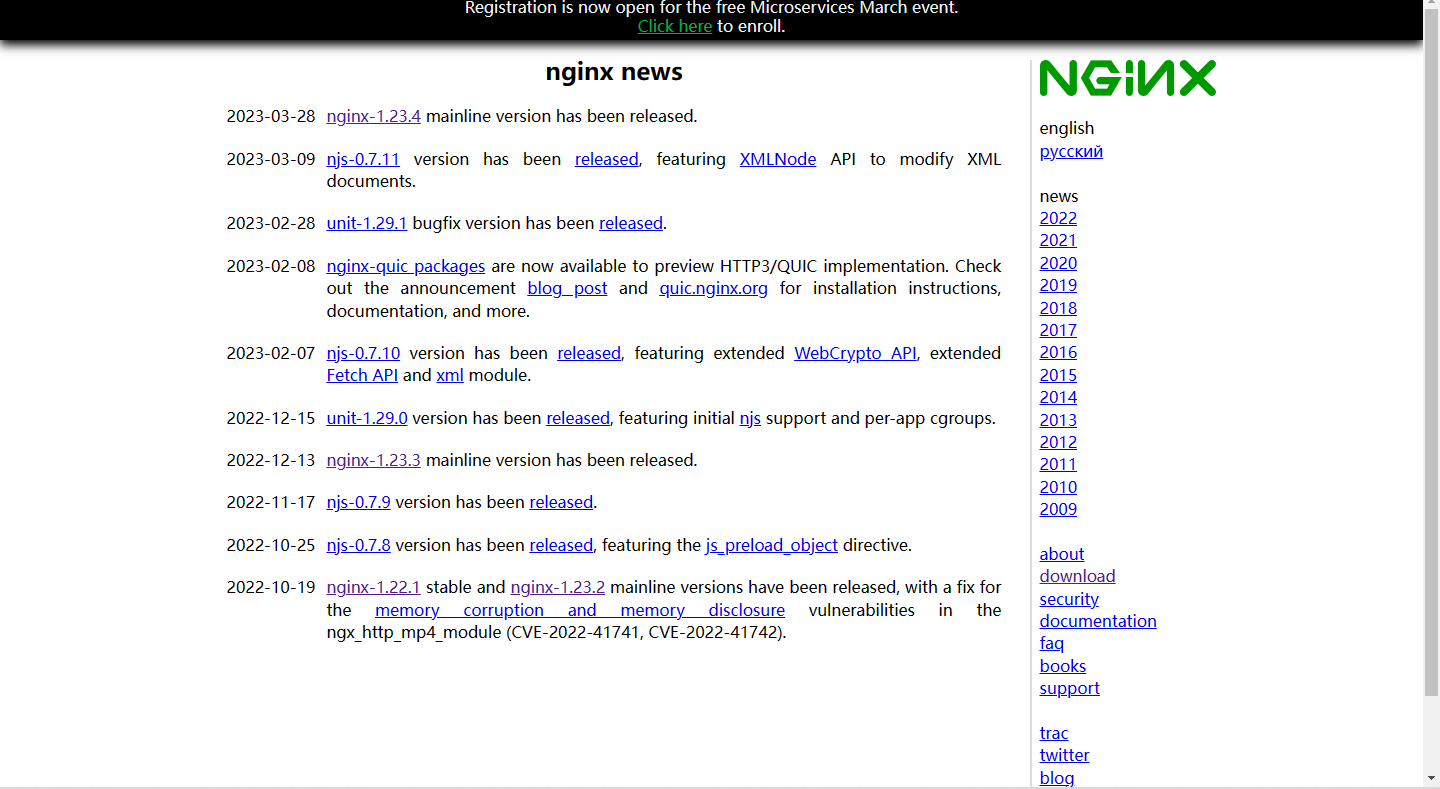 Registration is now open for the free Microservices March event.
Click here to enroll.
nginx news
2023-03-28 nginx-1.23.4 mainline version has been released.
2023-03-09 njs-0.7.11 version has been released, featuring XMLNode API to modify XML
documents.
2023-02-28 unit-1.29.1 bugfix version has been released.
2023-02-08 nginx-quic packages are now available to preview HTTP3/QUIC implementation. Check
out the announcement blog post and quic.nginx.org for installation instructions,
documentation, and more.
2023-02-07 njs-0.7.10 version has been released, featuring extended WebCrypto API, extended
Fetch API and xml module.
2022-12-15 unit-1.29.0 version has been released, featuring initial njs support and per-app cgroups.
2022-12-13 nginx-1.23.3 mainline version has been released.
2022-11-17 njs-0.7.9 version has been released.
2022-10-25 njs-0.7.8 version has been released, featuring the js_preload_object directive.
2022-10-19 nginx-1.22.1 stable and nginx-1.23.2 mainline versions have been released, with a fix for
the memory corruption and memory disclosure vulnerabilities in the
ngx_http_mp4_module (CVE-2022-41741, CVE-2022-41742).
NGINX
english
русский
news
2022
2021
2020
2019
2018
2017
2016
2015
2014
2013
2012
2011
2010
2009
about
download
security
documentation
faq
books
support
trac
twitter
blog